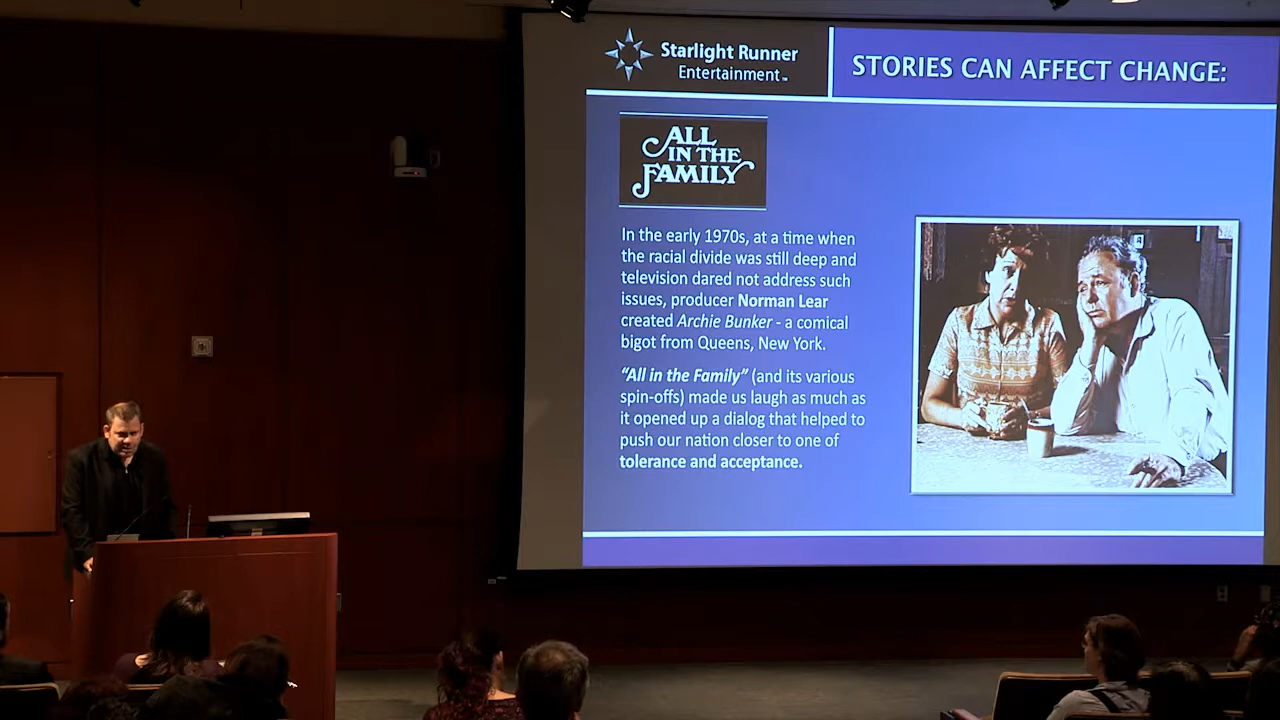 Starlight Runner
Entertainment™
STORIES CAN AFFECT CHANGE:
ALL
IN THE
FAMILY
In the early 1970s, at a time when
the racial divide was still deep and
television dared not address such
issues, producer Norman Lear
created Archie Bunker - a comical
bigot from Queens, New York.
“All in the Family” (and its various
spin-offs) made us laugh as much as
it opened up a dialog that helped to
push our nation closer to one of
tolerance and acceptance.